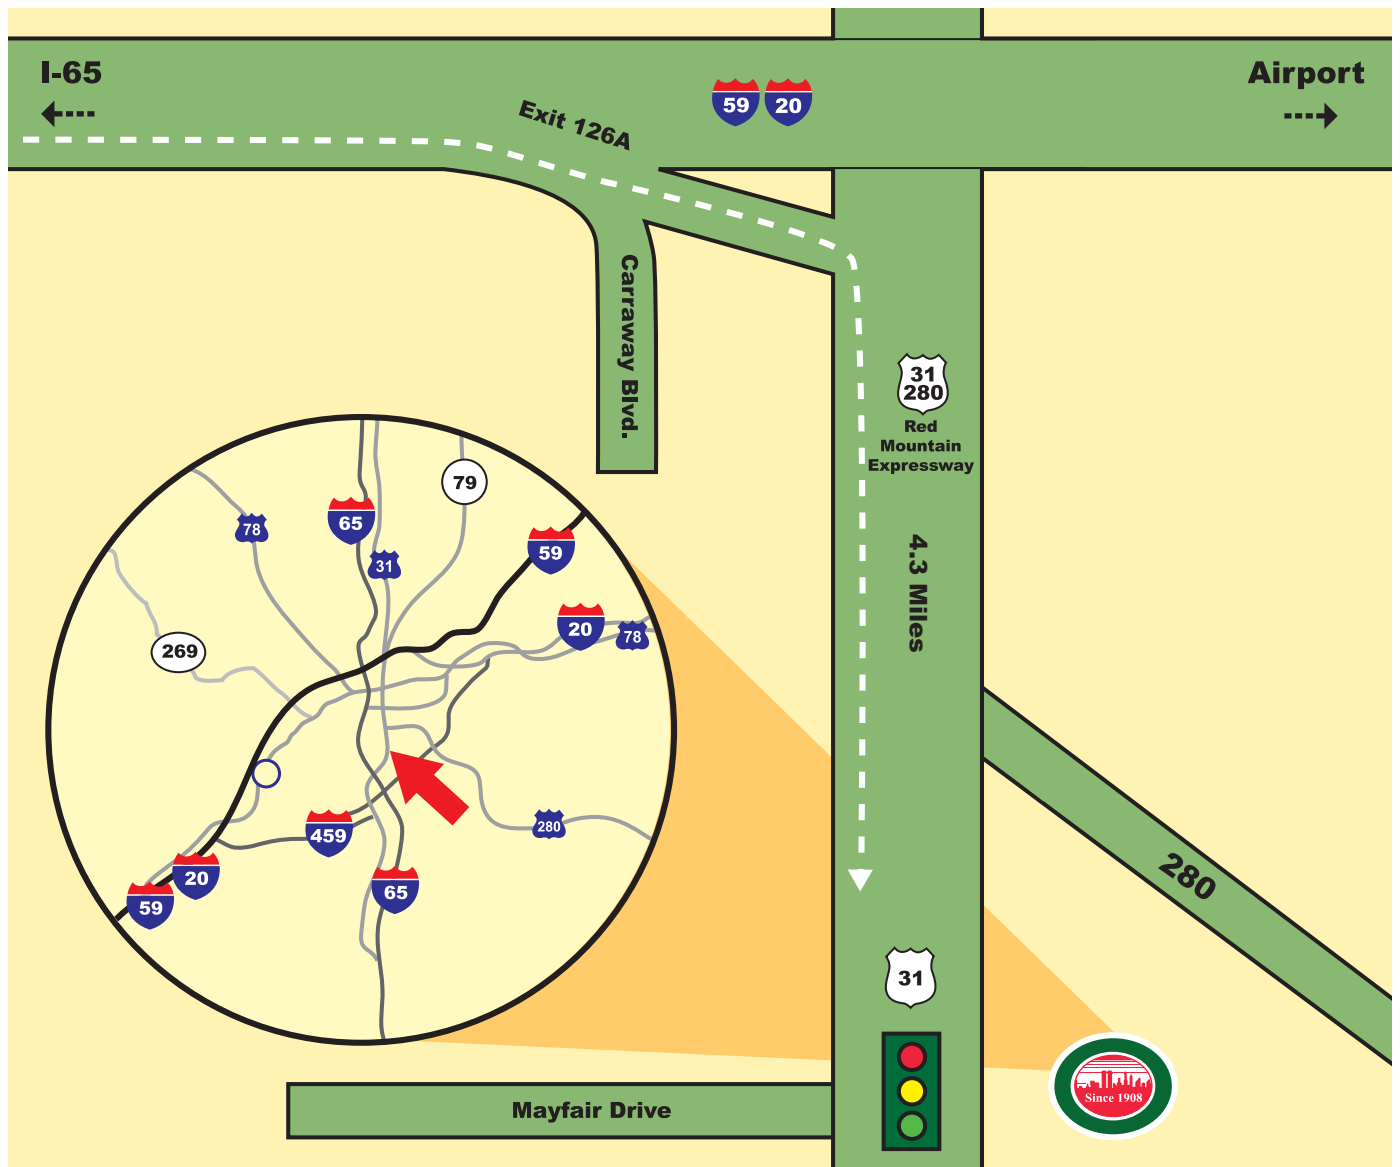 I-65
Airport
59
20
Exit 126A
Carraway Blvd.
31
280
Red
Mountain
Expressway
4.3 Miles
79
65
78
59
31
20
78
269
280
459
20
65
59
280
31
Since 1908
Mayfair Drive